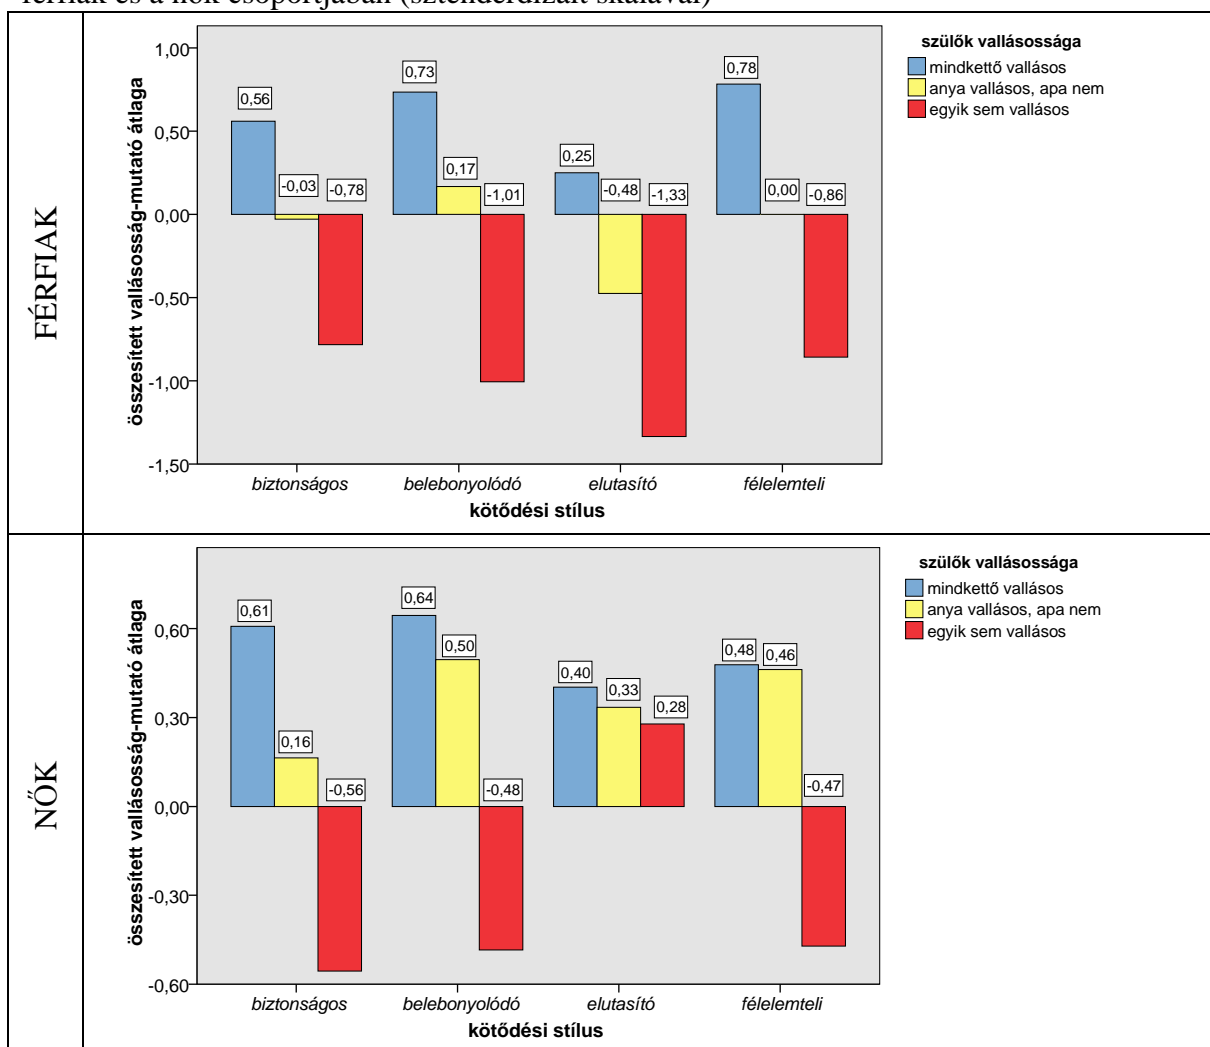 férfiak és a nők csoportjában (sztenderdizált skálával)
FÉRFIAK
összesített vallásosság-mutató átlaga
1,00
0,50
0,00
-0,50
-1,00
-1,50
0,56
-0,03
-0,78
0,73
0,17
-1,01
0,25
-0,48
-1,33
0,78
0,00
-0,86
biztonságos
belebonyolódó
elutasító
félelemteli
kötődési stílus
szülők vallásossága
mindkettő vallásos
anya vallásos, apa nem
egyik sem vallásos
NŐK
összesített vallásosság-mutató átlaga
0,60
0,30
0,00
-0,30
-0,60
0,61
0,16
-0,56
0,64
0,50
-0,48
0,40
0,33
0,28
0,48
0,46
-0,47
biztonságos
belebonyolódó
elutasító
félelemteli
kötődési stílus
szülők vallásossága
mindkettő vallásos
anya vallásos, apa nem
egyik sem vallásos